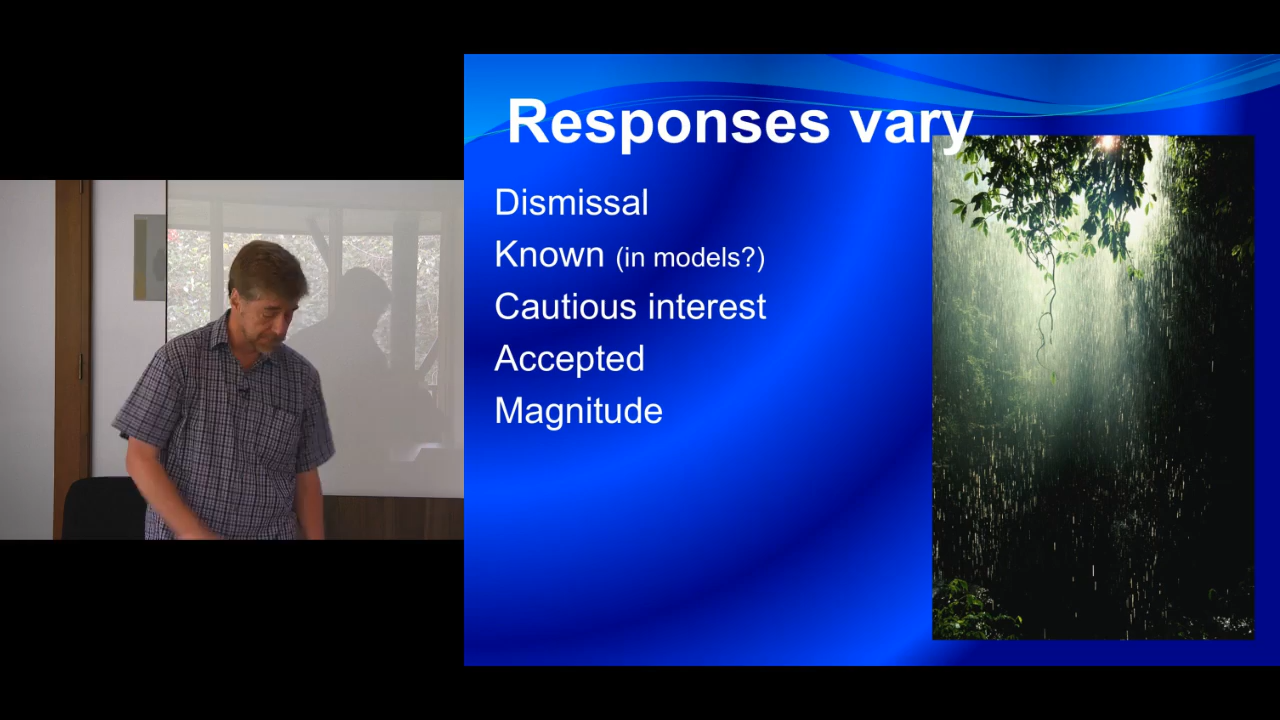 Responses vary
Dismissal
Known (in models?)
Cautious interest
Accepted
Magnitude